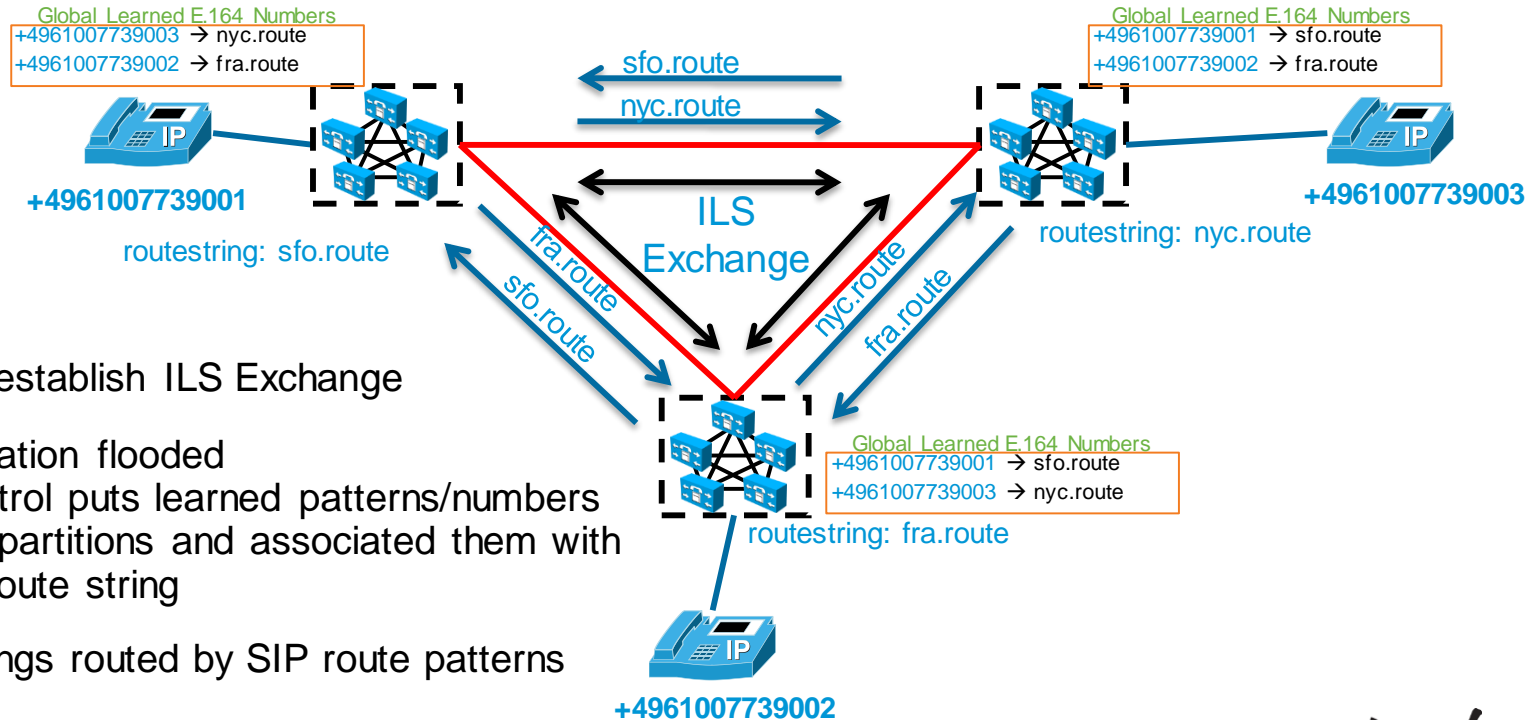 Global Learned E.164 Numbers
+4961007739003 → nyc.route
+4961007739002 → fra.route
Global Learned E.164 Numbers
+4961007739001 → sfo.route
+4961007739002 → fra.route
sfo.route
nyc.route
IP
IP
+4961007739001
+4961007739003
routestring: sfo.route
routestring: nyc.route
ILS
Exchange
fra.route
sfo.route
nyc.route
fra.route
establish ILS Exchange
ation flooded
trol puts learned patterns/numbers
partitions and associated them with
oute string
ngs routed by SIP route patterns
Global Learned E.164 Numbers
+4961007739001 → sfo.route
+4961007739003 → nyc.route
routestring: fra.route
IP
+4961007739002